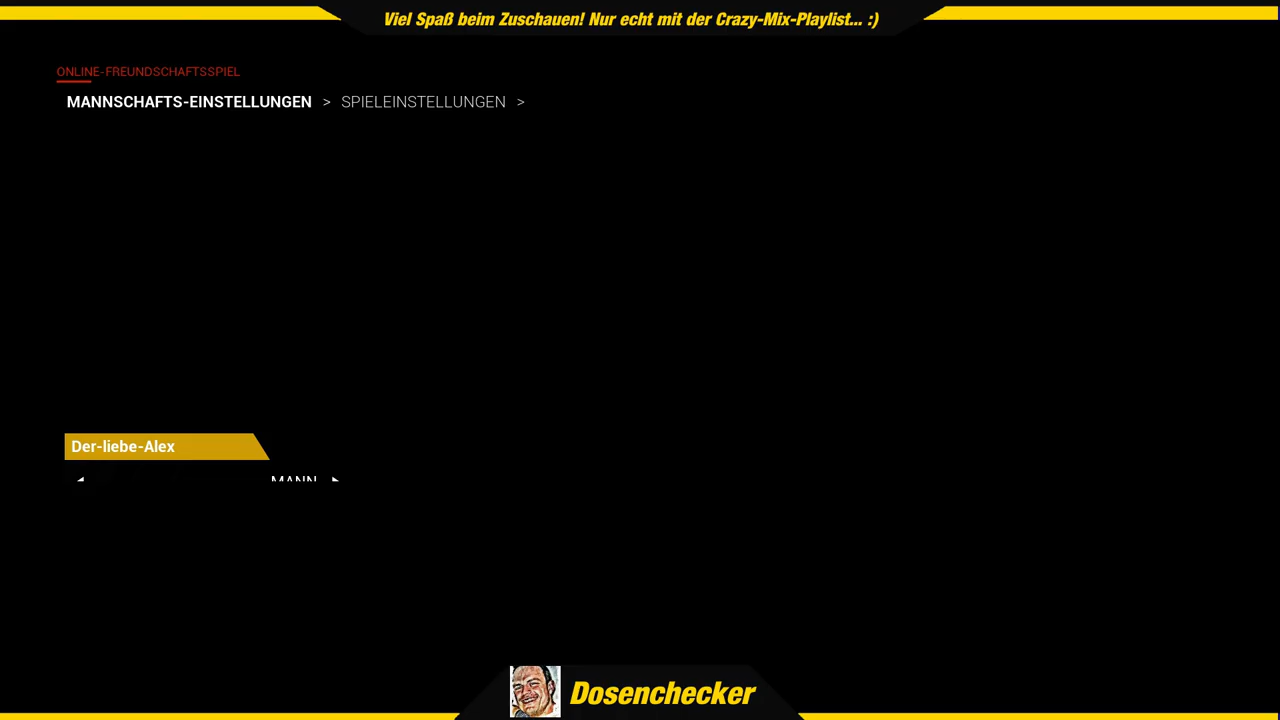 Viel Spaß beim Zuschauen! Nur echt mit der Crazy-Mix-Playlist... :)
ONLINE-FREUNDSCHAFTSSPIEL
MANNSCHAFTS-EINSTELLUNGEN > SPIELEINSTELLUNGEN >
Der-liebe-Alex
MANN
Dosenchecker